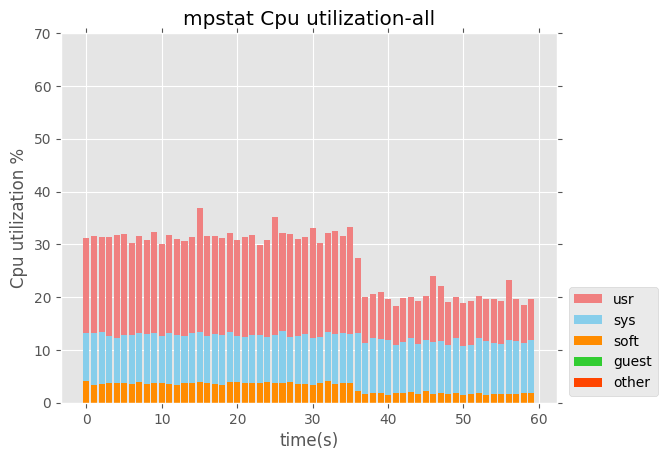 mpstat Cpu utilization-all
Cpu utilization %
70
60
50
40
30
20
10
0
0 10 20 30 40 50 60
time(s)
usr
sys
soft
guest
other